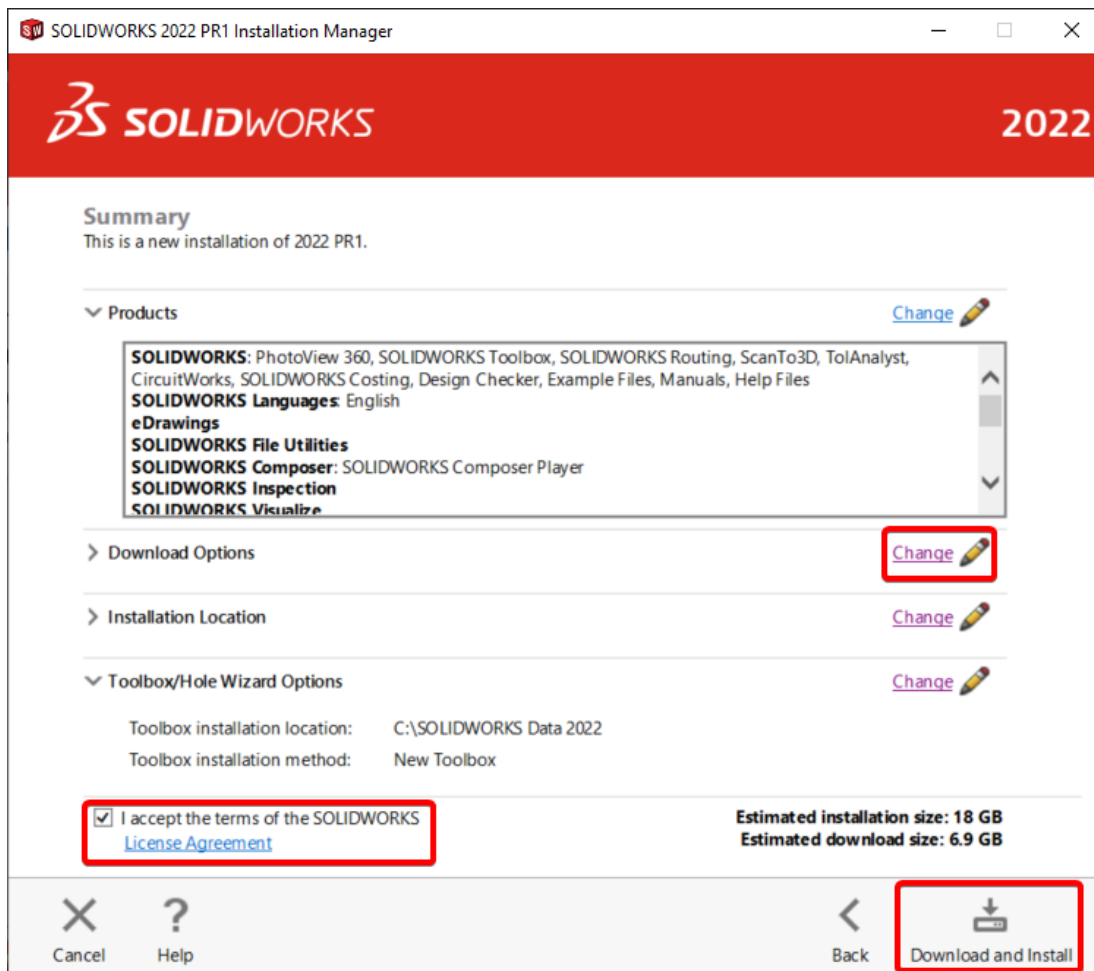 SOLIDWORKS 2022 PR1 Installation Manager
SOLIDWORKS
2022
Summary
This is a new installation of 2022 PR1.
Products
Change
SOLIDWORKS: PhotoView 360, SOLIDWORKS Toolbox, SOLIDWORKS Routing, ScanTo3D, TolAnalyst,
CircuitWorks, SOLIDWORKS Costing, Design Checker, Example Files, Manuals, Help Files
SOLIDWORKS Languages: English
eDrawings
SOLIDWORKS File Utilities
SOLIDWORKS Composer: SOLIDWORKS Composer Player
SOLIDWORKS Inspection
SOLIDWORKS Visualize
Download Options
Change
Installation Location
Change
Toolbox/Hole Wizard Options
Change
Toolbox installation location: C:\SOLIDWORKS Data 2022
Toolbox installation method: New Toolbox
I accept the terms of the SOLIDWORKS
License Agreement
Estimated installation size: 18 GB
Estimated download size: 6.9 GB
Cancel
Help
Back
Download and Install